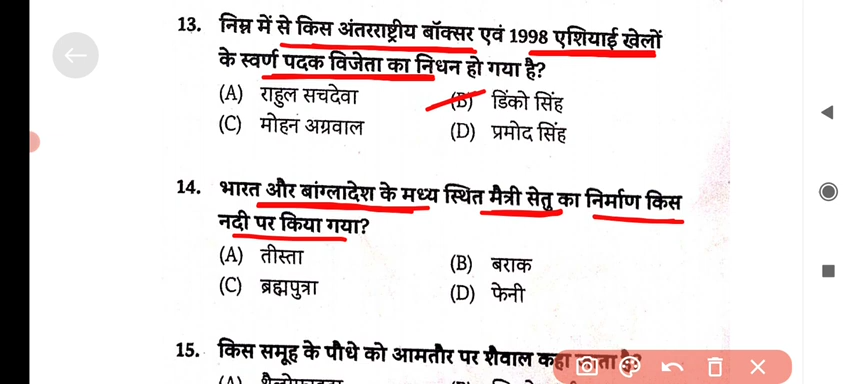 13. निम्न में से किस अंतरराष्ट्रीय बॉक्सर एवं 1998 एशियाई खेलों
के स्वर्ण पदक विजेता का निधन हो गया है?
(A) राहुल सचदेवा (B) डिंको सिंह
(C) मोहन अग्रवाल (D) प्रमोद सिंह
14. भारत और बांग्लादेश के मध्य स्थित मैत्री सेतु का निर्माण किस
नदी पर किया गया?
(A) तीस्ता (B) बराक
(C) ब्रह्मपुत्रा (D) फेनी
15. किस समूह के पौधे को आमतौर पर शैवाल कहा जाता है?
(A)